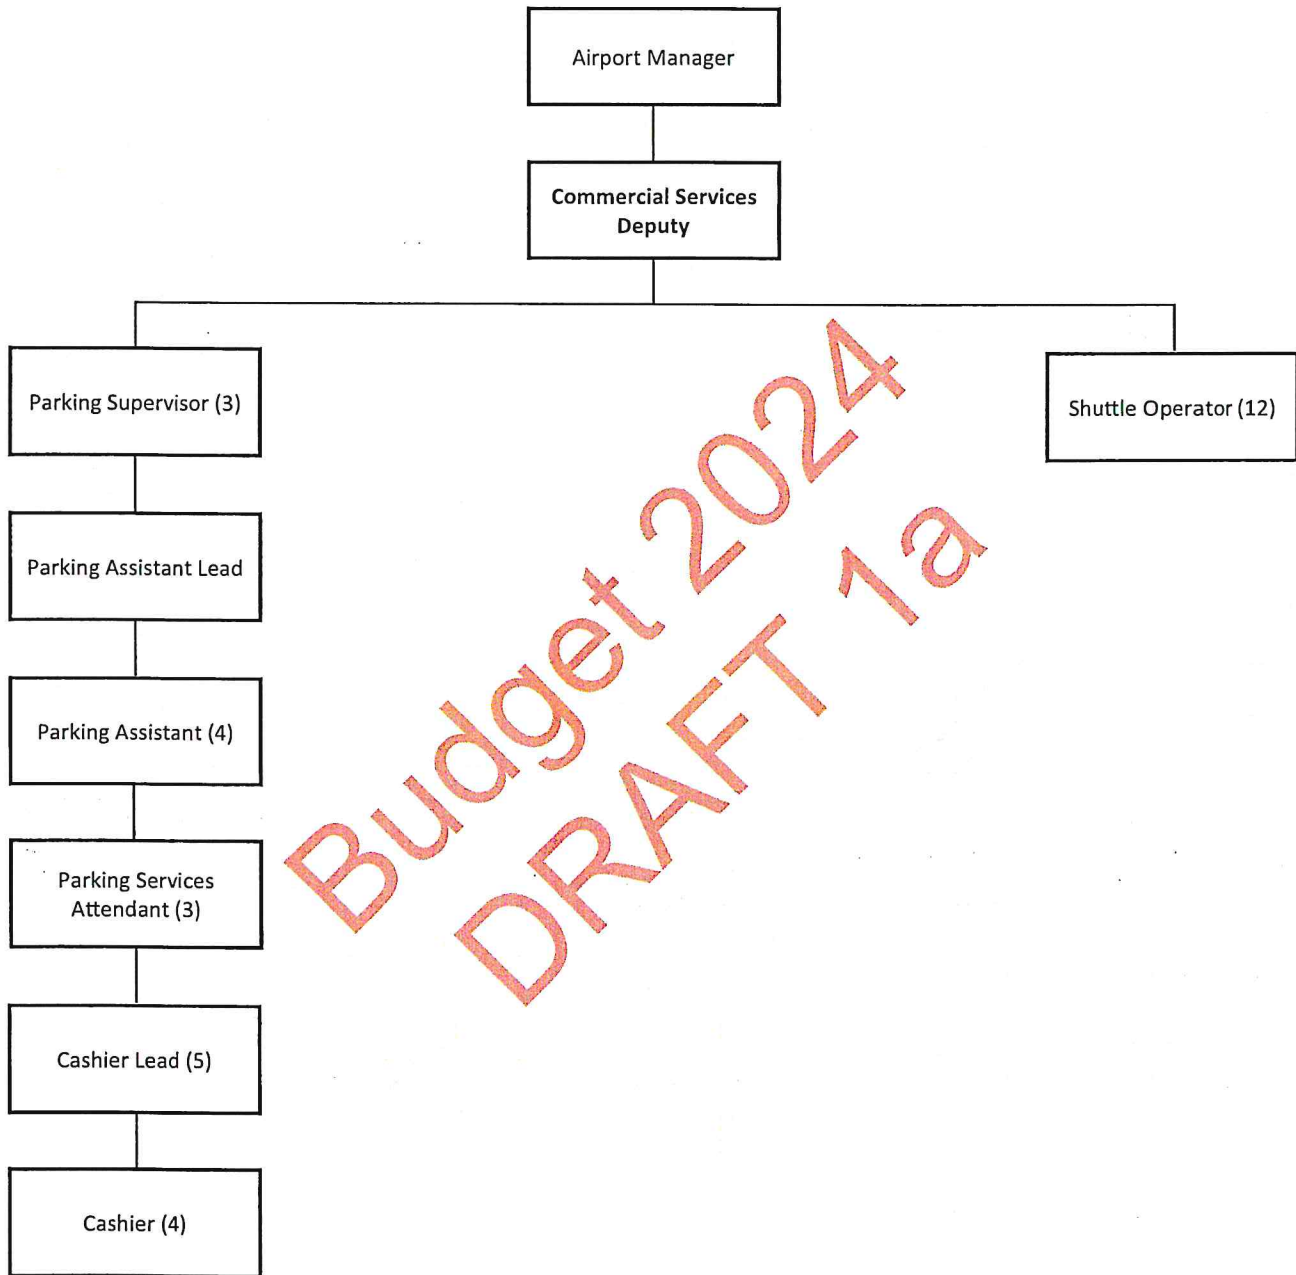 Airport Manager
Commercial Services
Deputy
Parking Supervisor (3)
Shuttle Operator (12)
Parking Assistant Lead
Parking Assistant (4)
Parking Services
Attendant (3)
Cashier Lead (5)
Cashier (4)
Budget 2024
DRAFT 1a